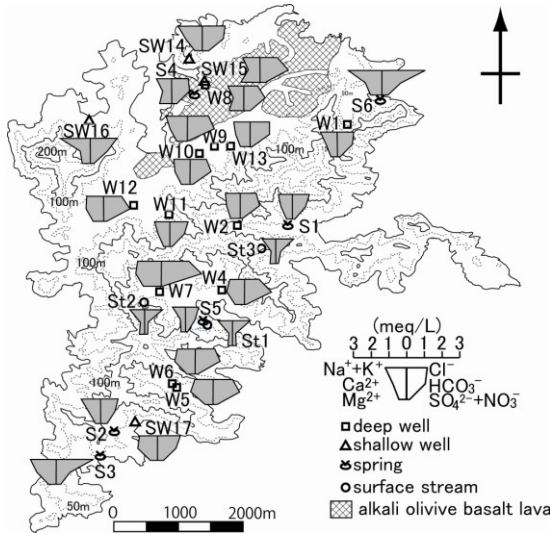 SW14
S4
SW15
W8
50m
S6
SW16
W1
200m
W9
W10
W13
100m
100m
W12
W11
W2
S1
St3
100m
W4
W7
St2
S5
St1
(meq/L)
3 2 1 0 1 2 3
Na⁺+K⁺ Cl⁻
Ca²⁺ HCO₃⁻
Mg²⁺ SO₄²⁻+NO₃⁻
W6
100m
W5
S2
SW17
S3
50m
deep well
shallow well
spring
surface stream
alkali olivive basalt lava
0 1000 2000m